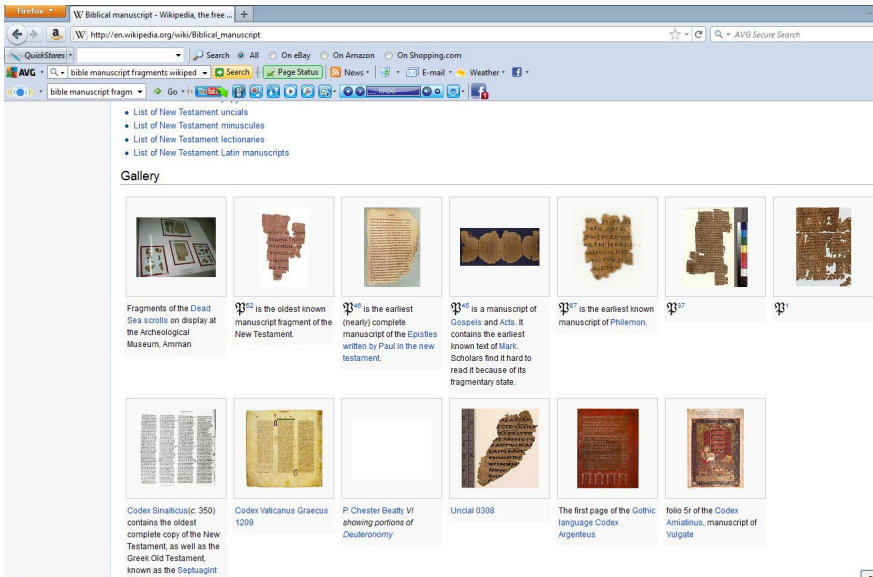 Firefox
W Biblical manuscript - Wikipedia, the free ... +
W http://en.wikipedia.org/wiki/Biblical_manuscript
AVG Secure Search
QuickStores
Search All On eBay On Amazon On Shopping.com
AVG bible manuscript fragments wikiped Search Page Status News E-mail Weather
bible manuscript fragm Go
List of New Testament uncials
List of New Testament minuscules
List of New Testament lectionaries
List of New Testament Latin manuscripts
Gallery
Fragments of the Dead
Sea scrolls on display at
the Archeological
Museum, Amman
𝔓52 is the oldest known
manuscript fragment of the
New Testament.
𝔓46 is the earliest
(nearly) complete
manuscript of the Epistles
written by Paul in the new
testament.
𝔓45 is a manuscript of
Gospels and Acts. It
contains the earliest
known text of Mark.
Scholars find it hard to
read it because of its
fragmentary state.
𝔓87 is the earliest known
manuscript of Philemon.
𝔓37
𝔓1
Codex Sinaiticus(c. 350)
contains the oldest
complete copy of the New
Testament, as well as the
Greek Old Testament,
known as the Septuagint
Codex Vaticanus Graecus
1209
P. Chester Beatty VI
showing portions of
Deuteronomy
Uncial 0308
The first page of the Gothic
language Codex
Argenteus
folio 5r of the Codex
Amiatinus, manuscript of
Vulgate